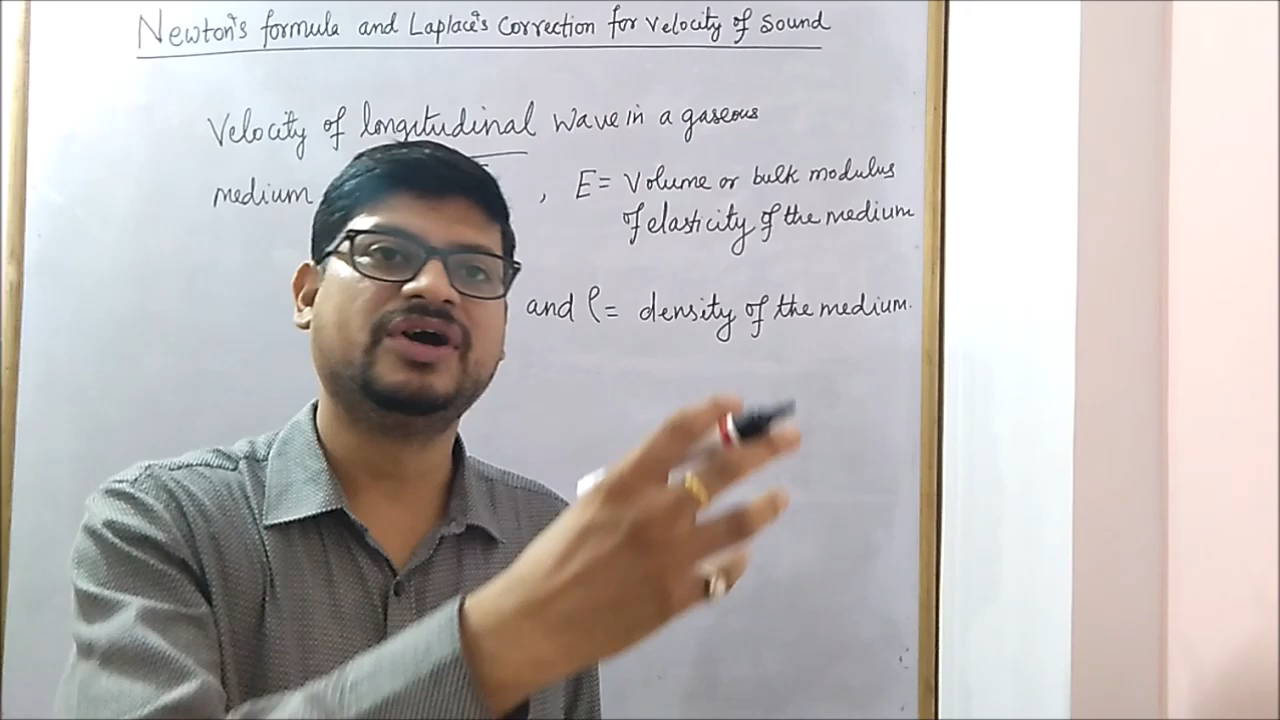 Newton's formula and Laplace's Correction for velocity of Sound
Velocity of longitudinal wave in a gaseous
medium , E = Volume or bulk modulus
of elasticity of the medium
and ρ = density of the medium.